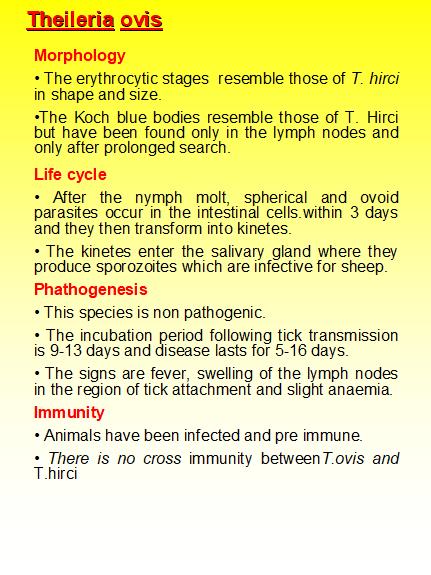 Theileria ovis
Morphology
• The erythrocytic stages resemble those of T. hirci
in shape and size.
•The Koch blue bodies resemble those of T. Hirci
but have been found only in the lymph nodes and
only after prolonged search.
Life cycle
• After the nymph molt, spherical and ovoid
parasites occur in the intestinal cells.within 3 days
and they then transform into kinetes.
• The kinetes enter the salivary gland where they
produce sporozoites which are infective for sheep.
Phathogenesis
• This species is non pathogenic.
• The incubation period following tick transmission
is 9-13 days and disease lasts for 5-16 days.
• The signs are fever, swelling of the lymph nodes
in the region of tick attachment and slight anaemia.
Immunity
• Animals have been infected and pre immune.
• There is no cross immunity betweenT.ovis and
T.hirci